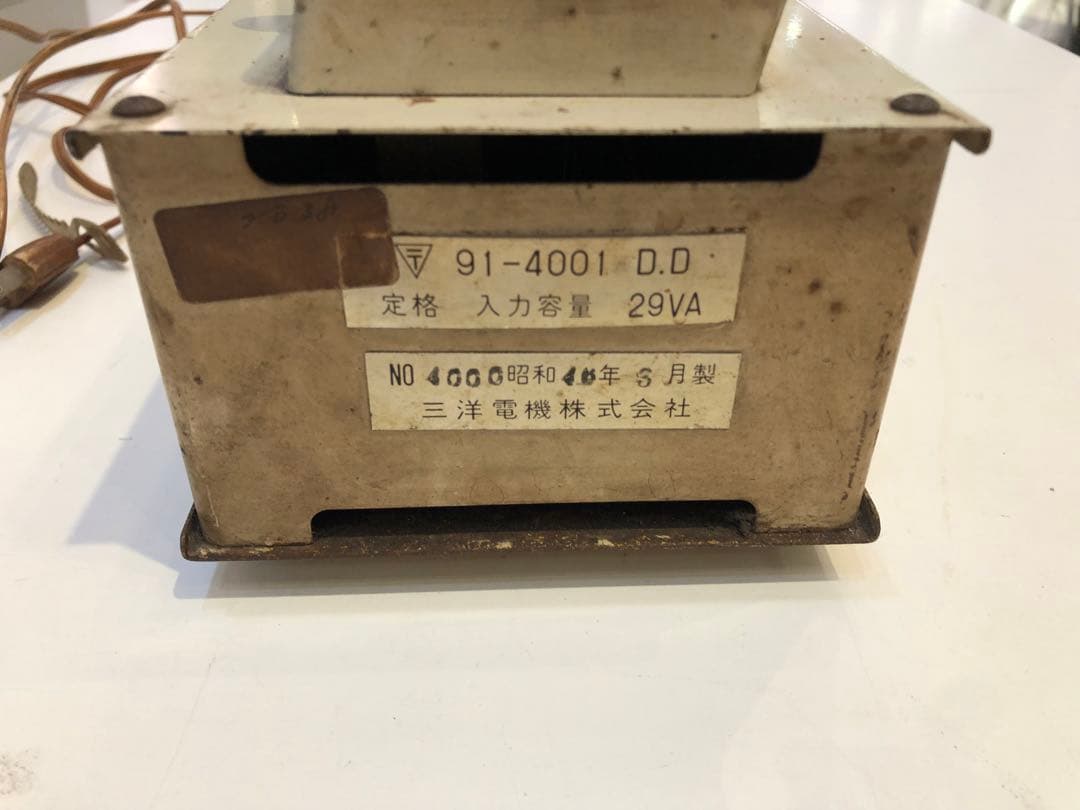 〒 91-4001 D.D
定格 入力容量 29VA
NO 4000 昭和 年 月製
三洋電機株式会社